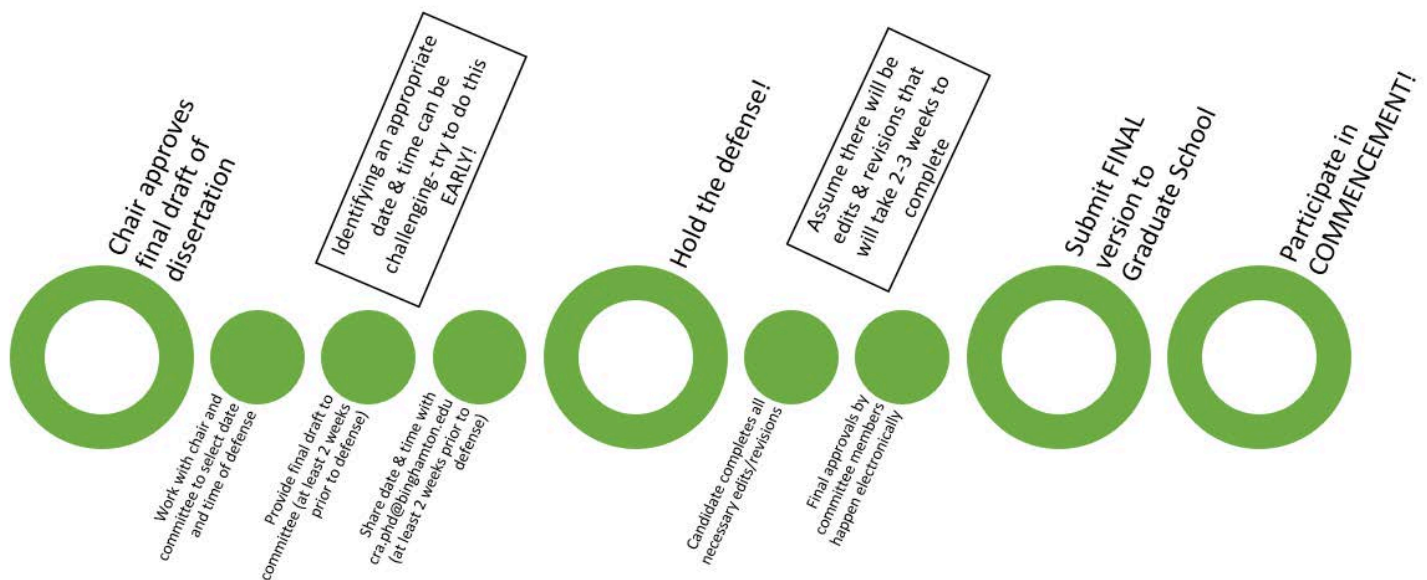 Chair approves
final draft of
dissertation
Work with chair and
committee to select date
and time of defense
Identifying an appropriate
date & time can be
challenging- try to do this
EARLY!
Provide final draft to
committee (at least 2 weeks
prior to defense)
Share date & time with
cra.phd@binghamton.edu
(at least 2 weeks prior to
defense)
Hold the defense!
Candidate completes all
necessary edits/revisions
Assume there will be
edits & revisions that
will take 2-3 weeks to
complete
Final approvals by
committee members
happen electronically
Submit FINAL
version to
Graduate School
Participate in
COMMENCEMENT!